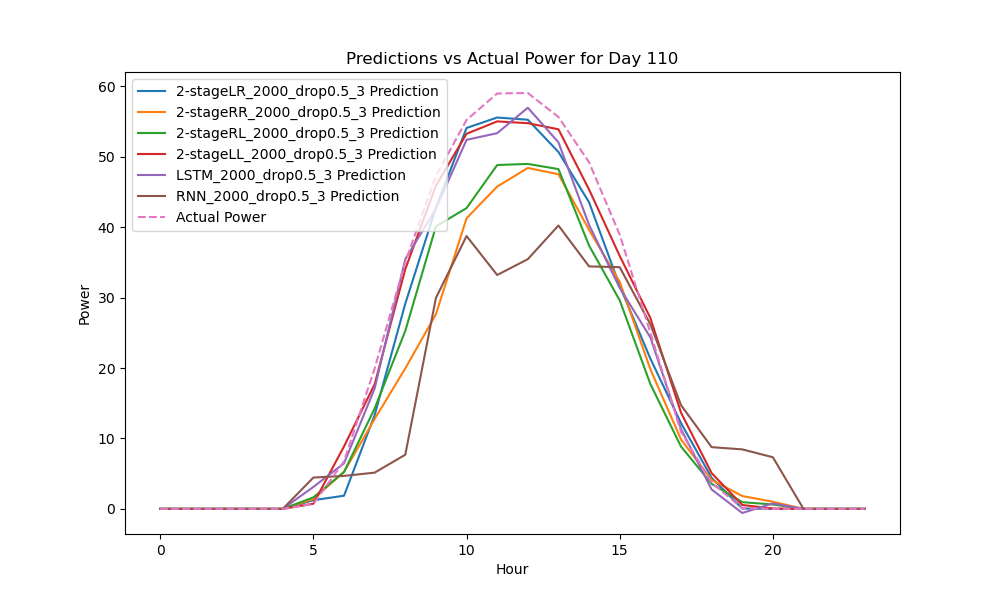 Predictions vs Actual Power for Day 110
2-stageLR_2000_drop0.5_3 Prediction
2-stageRR_2000_drop0.5_3 Prediction
2-stageRL_2000_drop0.5_3 Prediction
2-stageLL_2000_drop0.5_3 Prediction
LSTM_2000_drop0.5_3 Prediction
RNN_2000_drop0.5_3 Prediction
Actual Power
60
50
40
30
20
10
0
Power
0 5 10 15 20
Hour